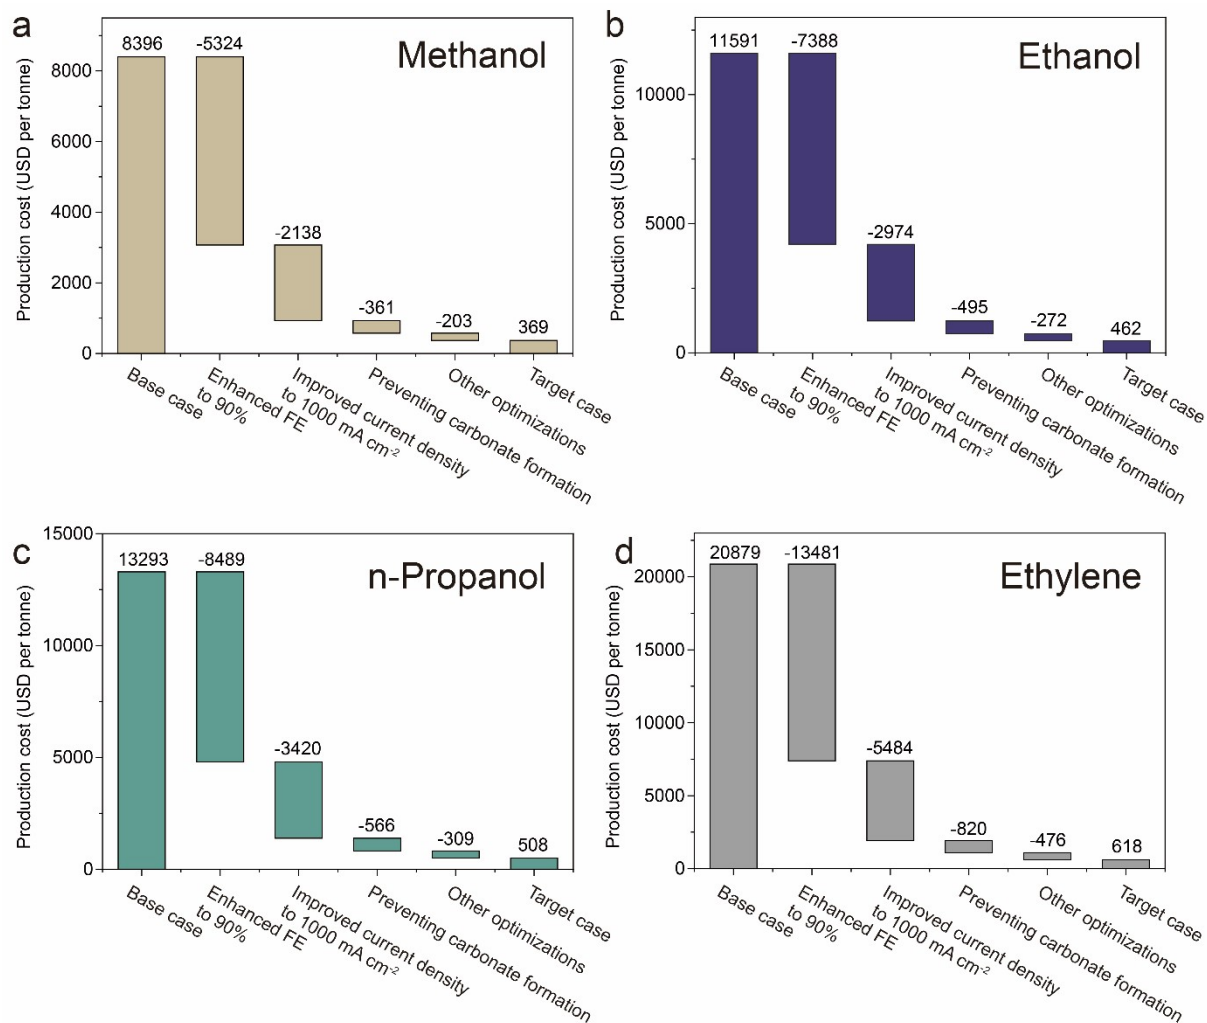 a
Methanol
Production cost (USD per tonne)
8000
6000
4000
2000
0
8396
-5324
-2138
-361
-203
369
Base case
Enhanced FE
to 90%
Improved current density
to 1000 mA cm⁻²
Preventing carbonate formation
Other optimizations
Target case
b
Ethanol
Production cost (USD per tonne)
10000
5000
0
11591
-7388
-2974
-495
-272
462
Base case
Enhanced FE
to 90%
Improved current density
to 1000 mA cm⁻²
Preventing carbonate formation
Other optimizations
Target case
c
n-Propanol
Production cost (USD per tonne)
15000
10000
5000
0
13293
-8489
-3420
-566
-309
508
Base case
Enhanced FE
to 90%
Improved current density
to 1000 mA cm⁻²
Preventing carbonate formation
Other optimizations
Target case
d
Ethylene
Production cost (USD per tonne)
20000
15000
10000
5000
0
20879
-13481
-5484
-820
-476
618
Base case
Enhanced FE
to 90%
Improved current density
to 1000 mA cm⁻²
Preventing carbonate formation
Other optimizations
Target case